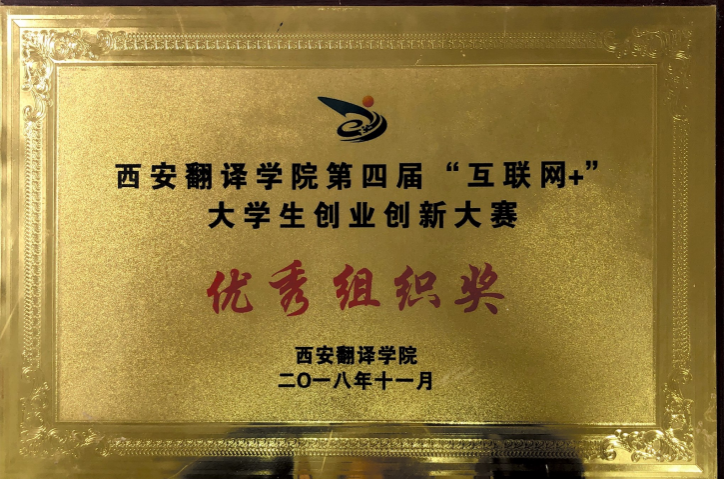 西安翻译学院第四届“互联网+”
大学生创业创新大赛
优秀组织奖
西安翻译学院
二〇一八年十一月